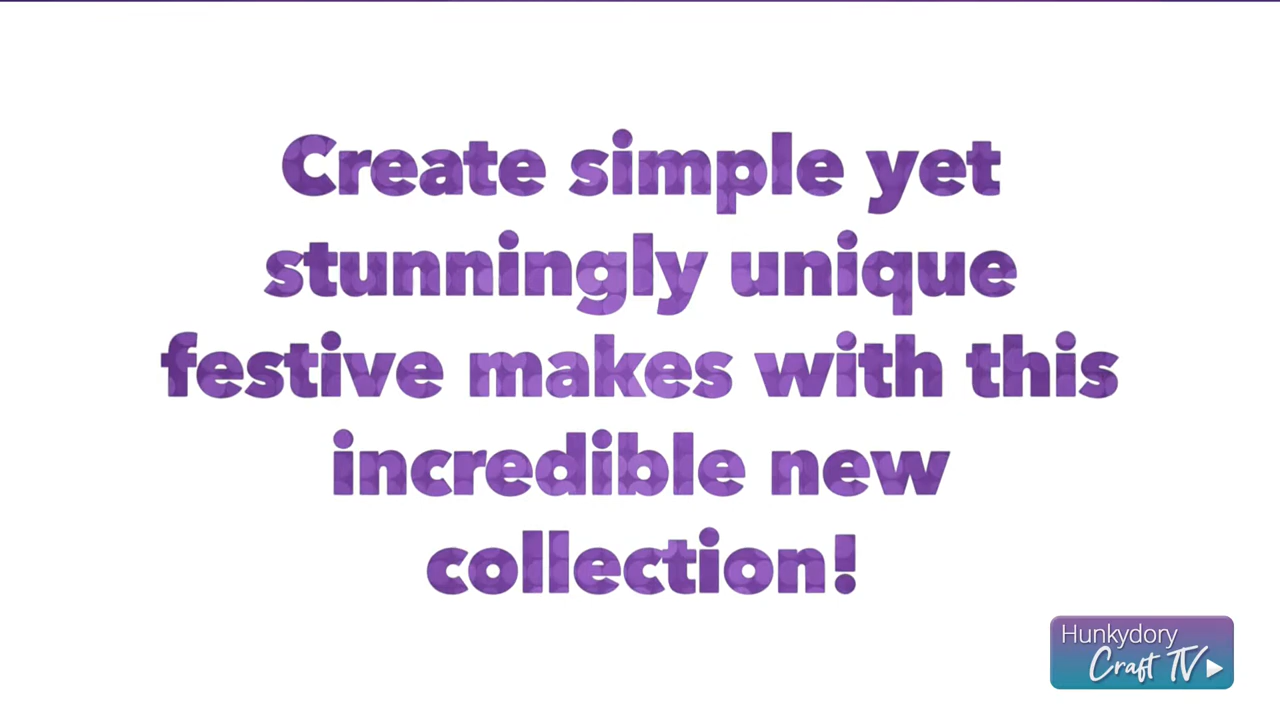 Create simple yet
stunningly unique
festive makes with this
incredible new
collection!
Hunkydory
Craft TV